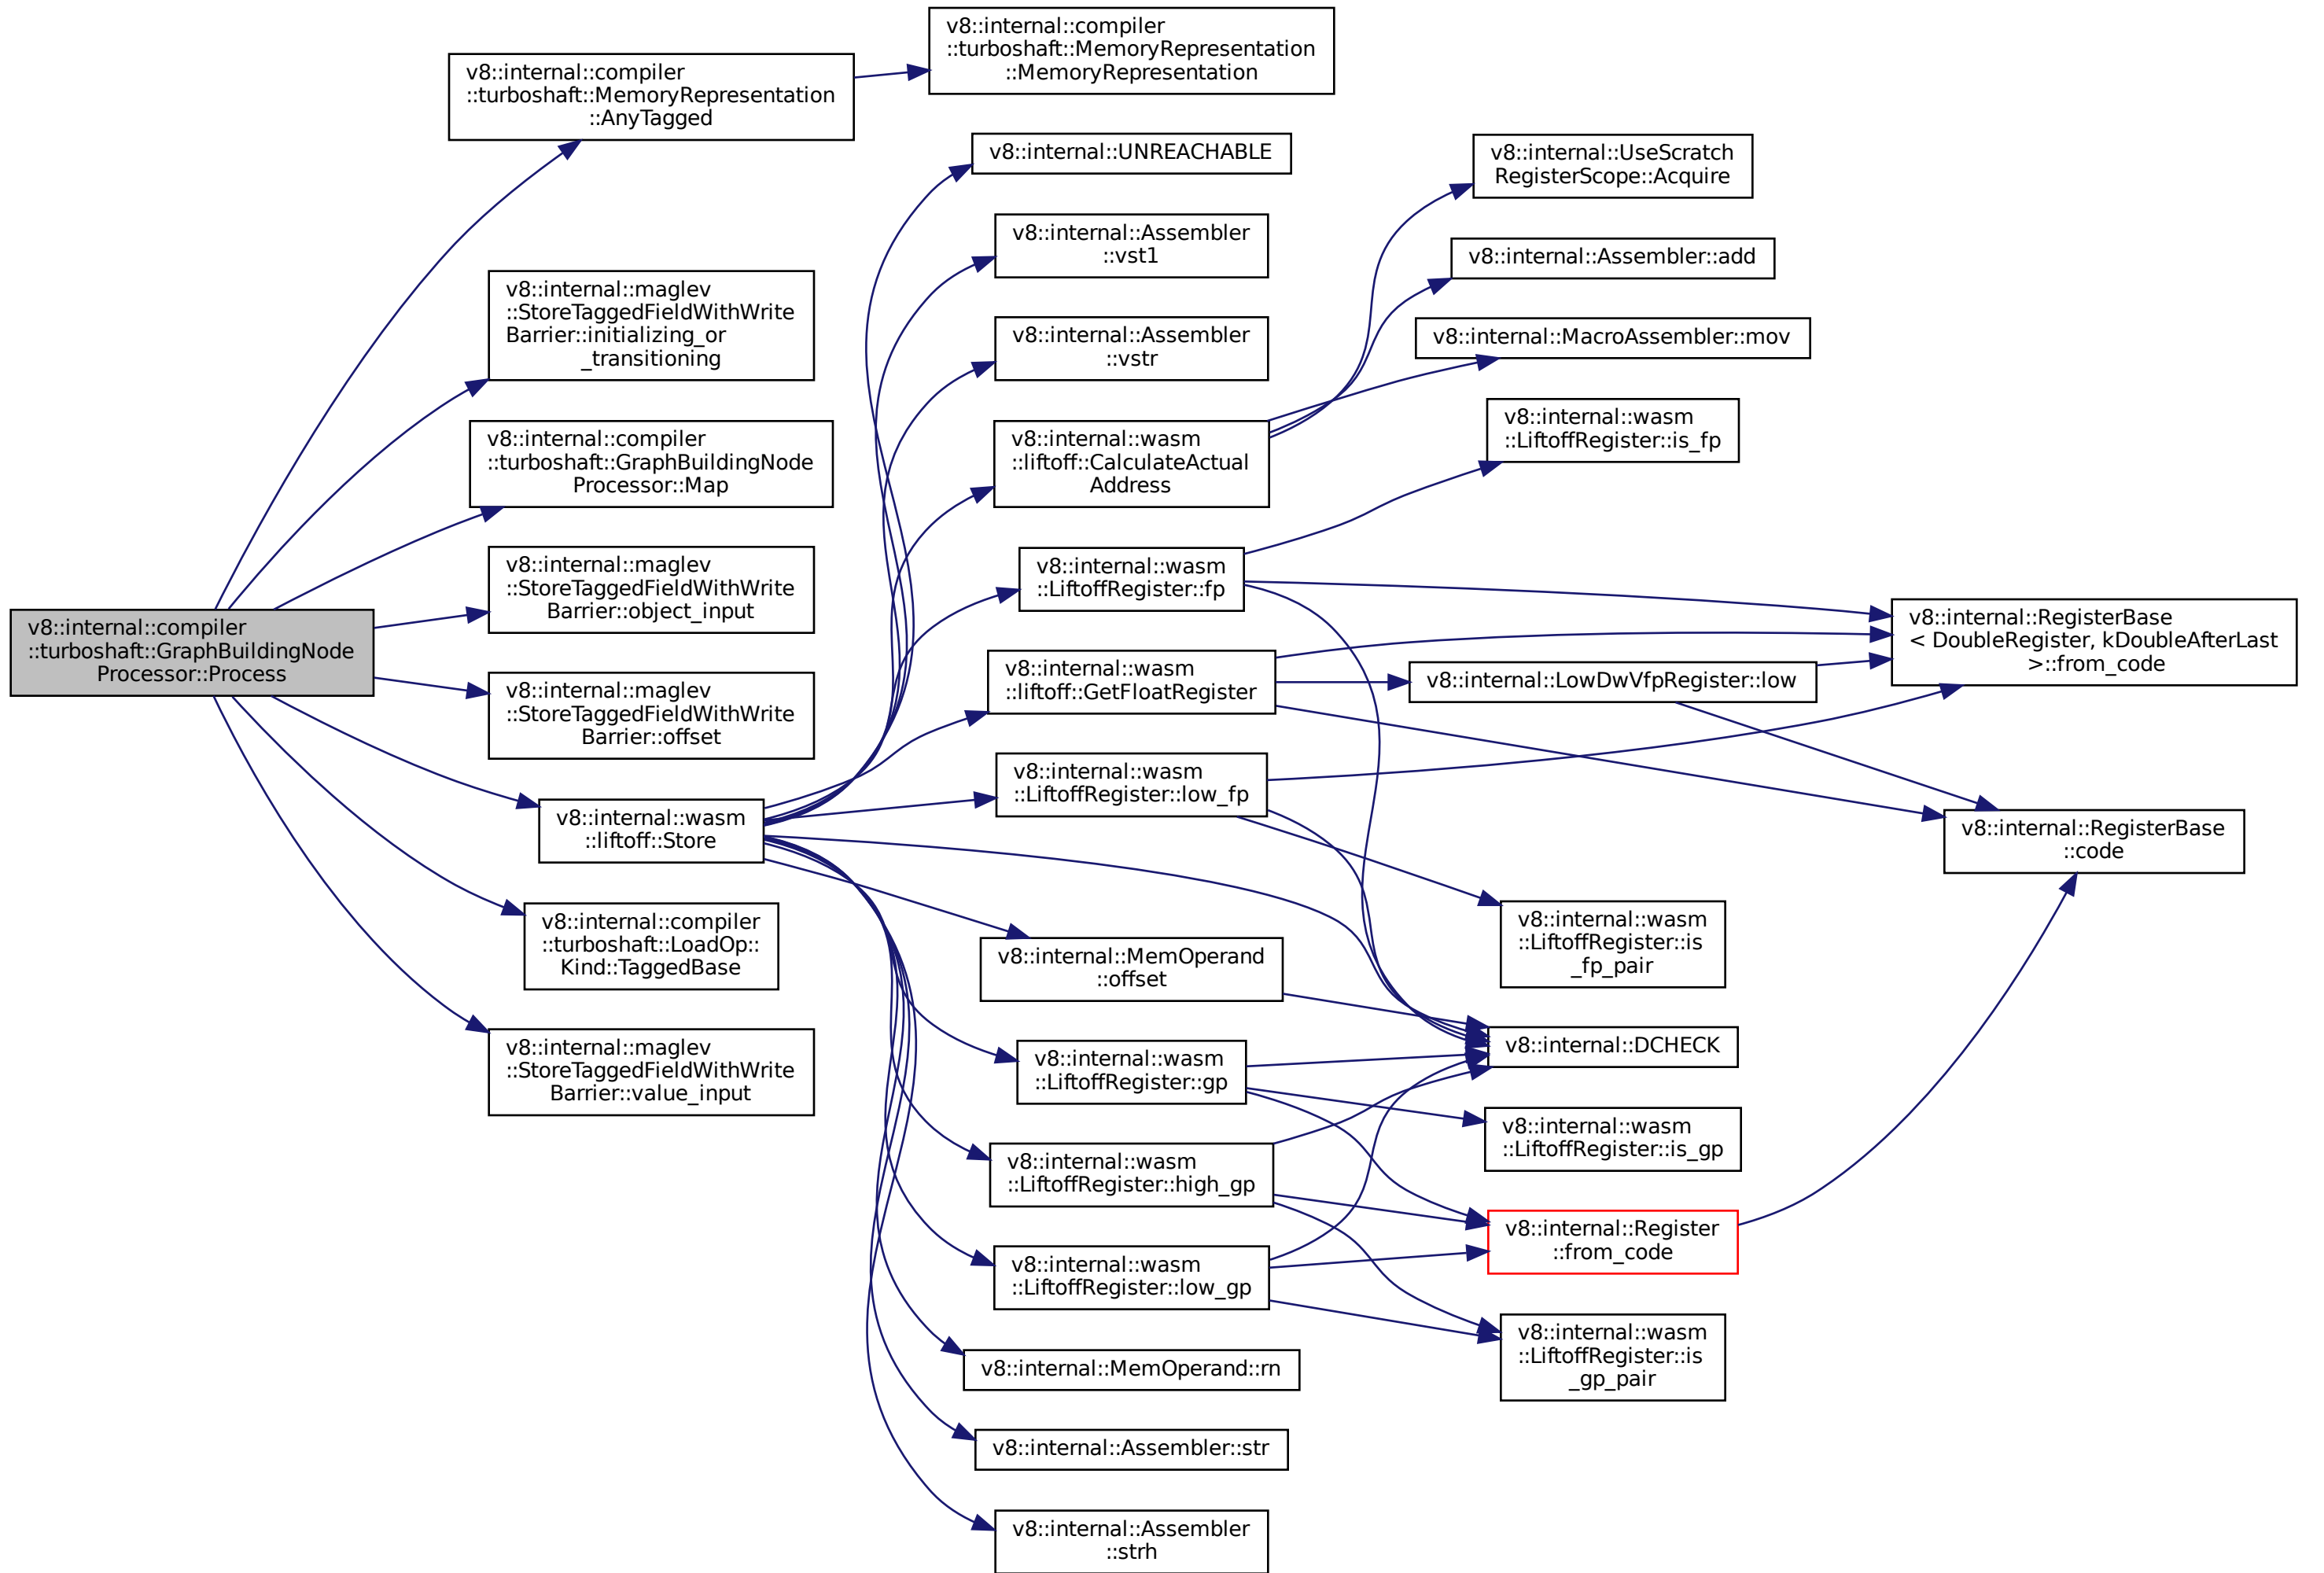 v8::internal::compiler
::turboshaft::GraphBuildingNode
Processor::Process
v8::internal::compiler
::turboshaft::MemoryRepresentation
::AnyTagged
v8::internal::maglev
::StoreTaggedFieldWithWrite
Barrier::initializing_or
_transitioning
v8::internal::compiler
::turboshaft::GraphBuildingNode
Processor::Map
v8::internal::maglev
::StoreTaggedFieldWithWrite
Barrier::object_input
v8::internal::maglev
::StoreTaggedFieldWithWrite
Barrier::offset
v8::internal::wasm
::liftoff::Store
v8::internal::compiler
::turboshaft::LoadOp::
Kind::TaggedBase
v8::internal::maglev
::StoreTaggedFieldWithWrite
Barrier::value_input
v8::internal::compiler
::turboshaft::MemoryRepresentation
::MemoryRepresentation
v8::internal::UNREACHABLE
v8::internal::Assembler
::vst1
v8::internal::Assembler
::vstr
v8::internal::wasm
::liftoff::CalculateActual
Address
v8::internal::wasm
::LiftoffRegister::fp
v8::internal::wasm
::liftoff::GetFloatRegister
v8::internal::wasm
::LiftoffRegister::low_fp
v8::internal::MemOperand
::offset
v8::internal::wasm
::LiftoffRegister::gp
v8::internal::wasm
::LiftoffRegister::high_gp
v8::internal::wasm
::LiftoffRegister::low_gp
v8::internal::MemOperand::rn
v8::internal::Assembler::str
v8::internal::Assembler
::strh
v8::internal::UseScratch
RegisterScope::Acquire
v8::internal::Assembler::add
v8::internal::MacroAssembler::mov
v8::internal::wasm
::LiftoffRegister::is_fp
v8::internal::LowDwVfpRegister::low
v8::internal::wasm
::LiftoffRegister::is
_fp_pair
v8::internal::DCHECK
v8::internal::wasm
::LiftoffRegister::is_gp
v8::internal::Register
::from_code
v8::internal::wasm
::LiftoffRegister::is
_gp_pair
v8::internal::RegisterBase
< DoubleRegister, kDoubleAfterLast
>::from_code
v8::internal::RegisterBase
::code